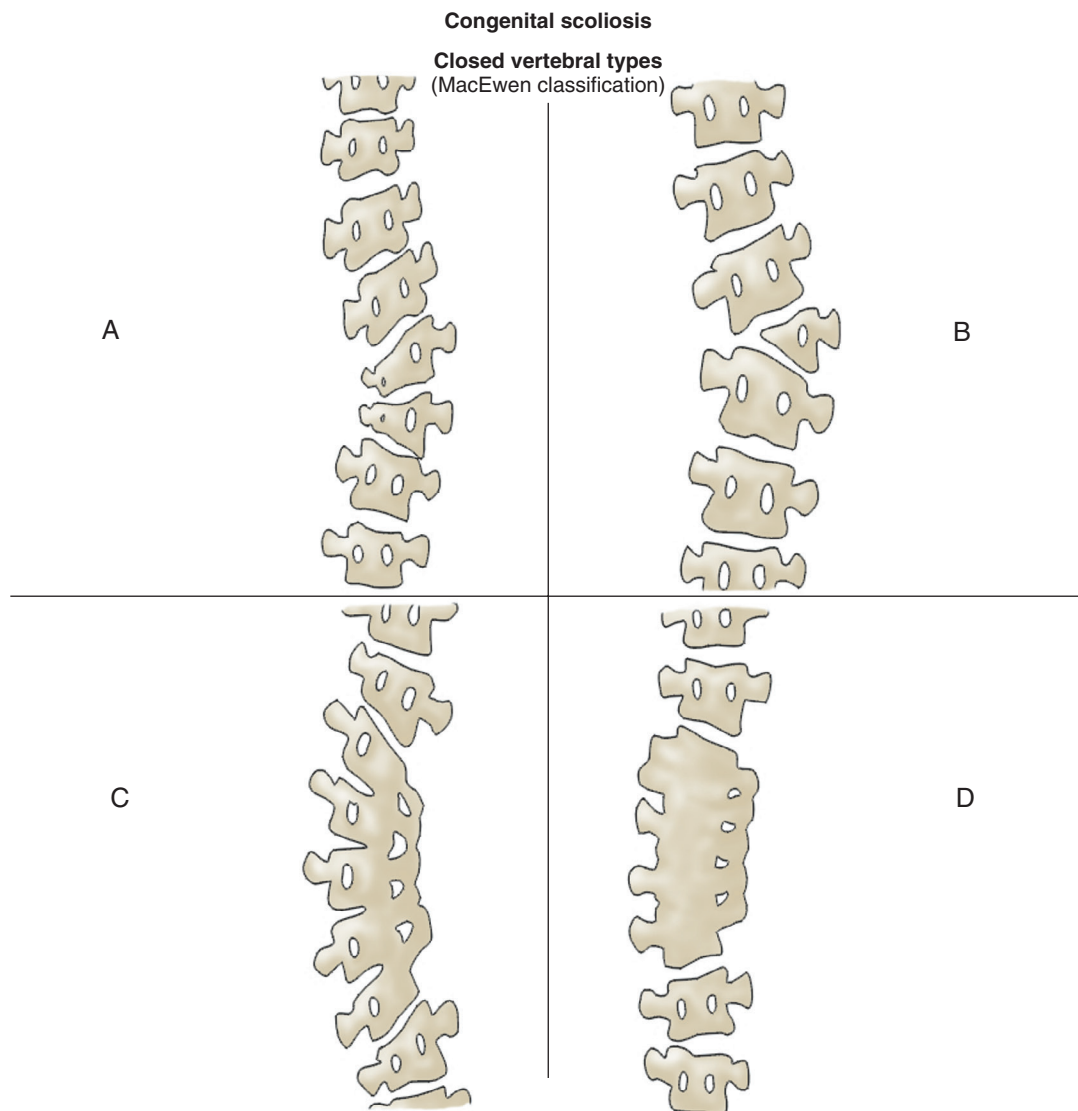 Congenital scoliosis
Closed vertebral types
(MacEwen classification)
A
B
C
D